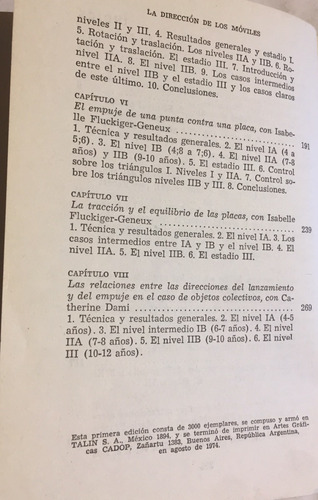 LA DIRECCIÓN DE LOS MÓVILES
niveles II y III. 4. Resultados generales y estadio I.
5. Rotación y traslación. Los niveles IIA y IIB. 6. Ro-
tación y traslación. El estadio III. 7. Introducción y
nivel IIA. 8. El nivel IIB. 9. Los casos intermedios
entre el nivel IIB y el estadio III y los casos claros
de este último. 10. Conclusiones.
CAPÍTULO VI
El empuje de una punta contra una placa, con Isabe-
lle Fluckiger-Geneux 191
1. Técnica y resultados generales. 2. El nivel IA (4 a
5;6). 3. El nivel IB (4;8 a 7;6). 4. El nivel IIA (7-8
años) y IIB (9-10 años). 5. El estadio III. 6. Control
sobre los triángulos I. Niveles I y IIA. 7. Control so-
bre los triángulos niveles IIB y III. 8. Conclusiones.
CAPÍTULO VII
La tracción y el equilibrio de las placas, con Isabelle
Fluckiger-Geneux 239
1. Técnica y resultados generales. 2. El nivel IA. 3. Los
casos intermedios entre IA y IB y el nivel IB. 4. El
nivel IIA. 5. El nivel IIB. 6. El estadio III.
CAPÍTULO VIII
Las relaciones entre las direcciones del lanzamiento
y del empuje en el caso de objetos colectivos, con Ca-
therine Dami 269
1. Técnica y resultados generales. 2. El nivel IA (4-5
años). 3. El nivel intermedio IB (6-7 años). 4. El nivel
IIA (7-8 años). 5. El nivel IIB (9-10 años). 6. El nivel
III (10-12 años).
Esta primera edición consta de 3000 ejemplares, se compuso y armó en
TALIN S. A., México 1894, y se terminó de imprimir en Artes Gráfi-
cas CADOP, Zañartu 1383, Buenos Aires, República Argentina,
en agosto de 1974.